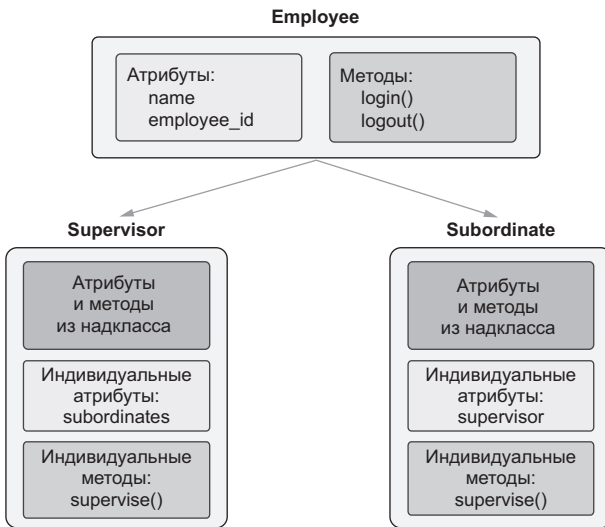 Employee
Атрибуты:
name
employee_id
Методы:
login()
logout()
Supervisor
Атрибуты
и методы
из надкласса
Индивидуальные
атрибуты:
subordinates
Индивидуальные
методы:
supervise()
Subordinate
Атрибуты
и методы
из надкласса
Индивидуальные
атрибуты:
supervisor
Индивидуальные
методы:
supervise()